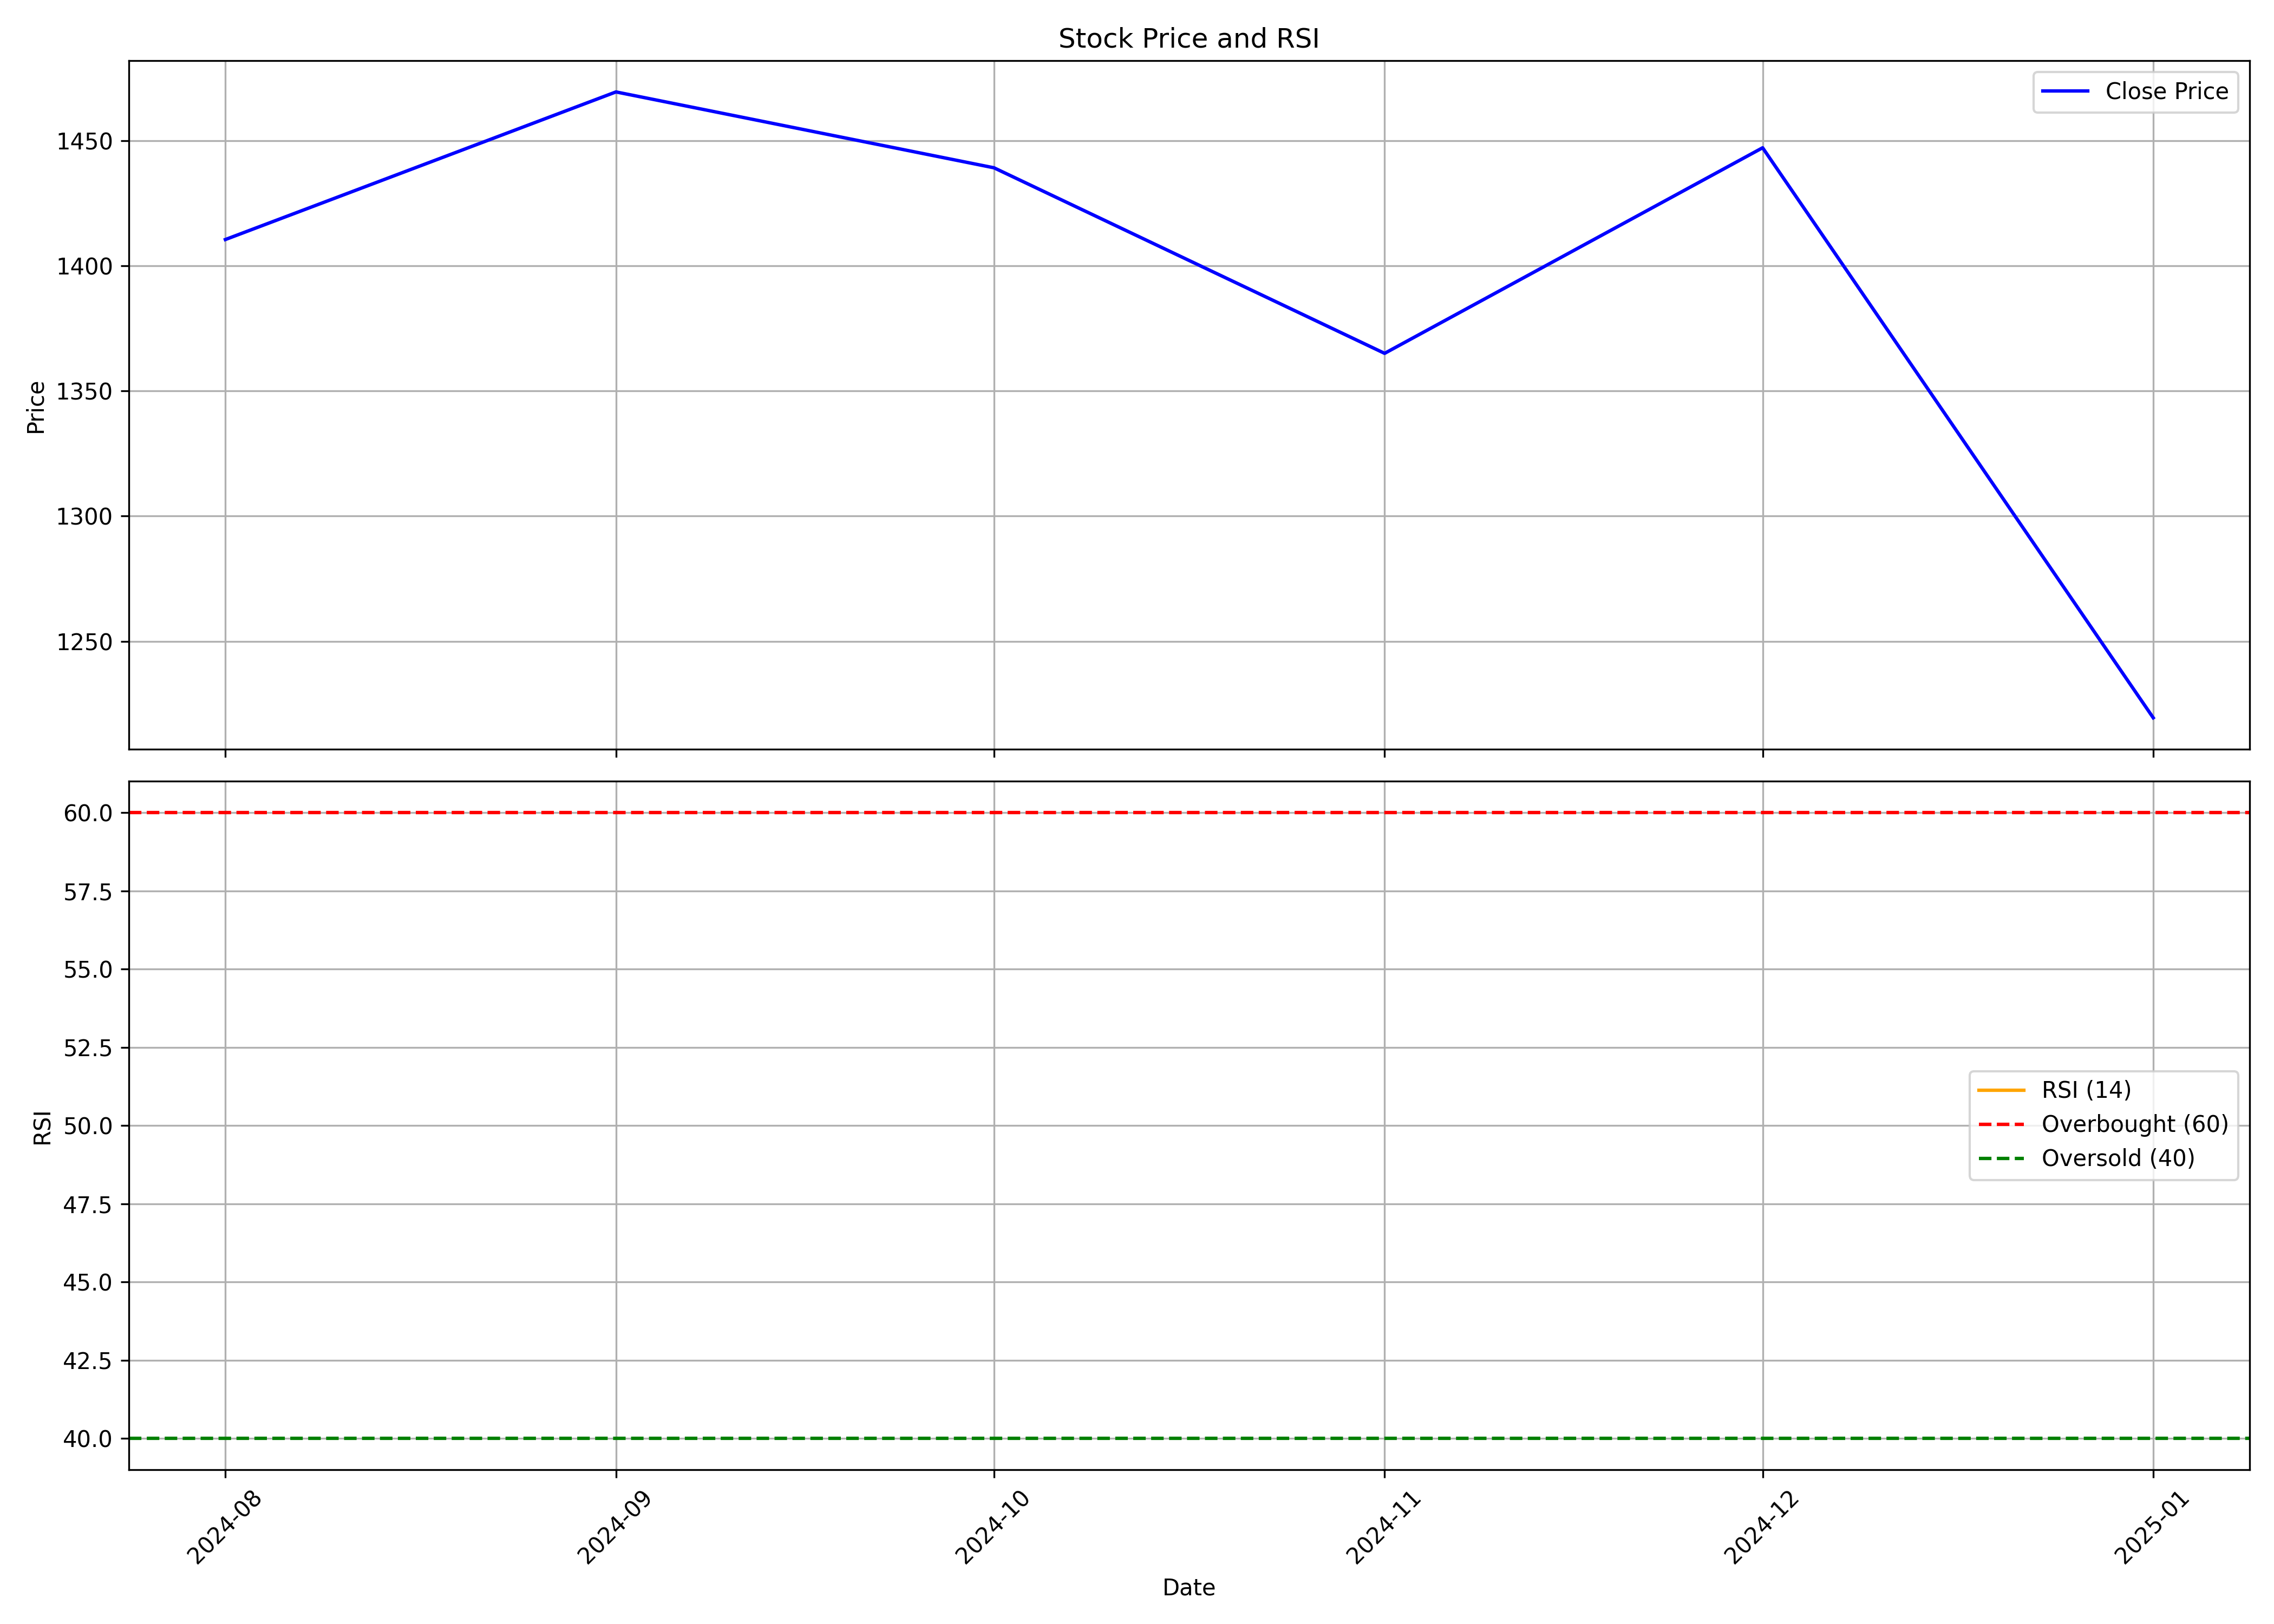 Stock Price and RSI
Close Price
Price
1450
1400
1350
1300
1250
RSI
60.0
57.5
55.0
52.5
50.0
47.5
45.0
42.5
40.0
RSI (14)
Overbought (60)
Oversold (40)
2024-08
2024-09
2024-10
2024-11
2024-12
2025-01
Date